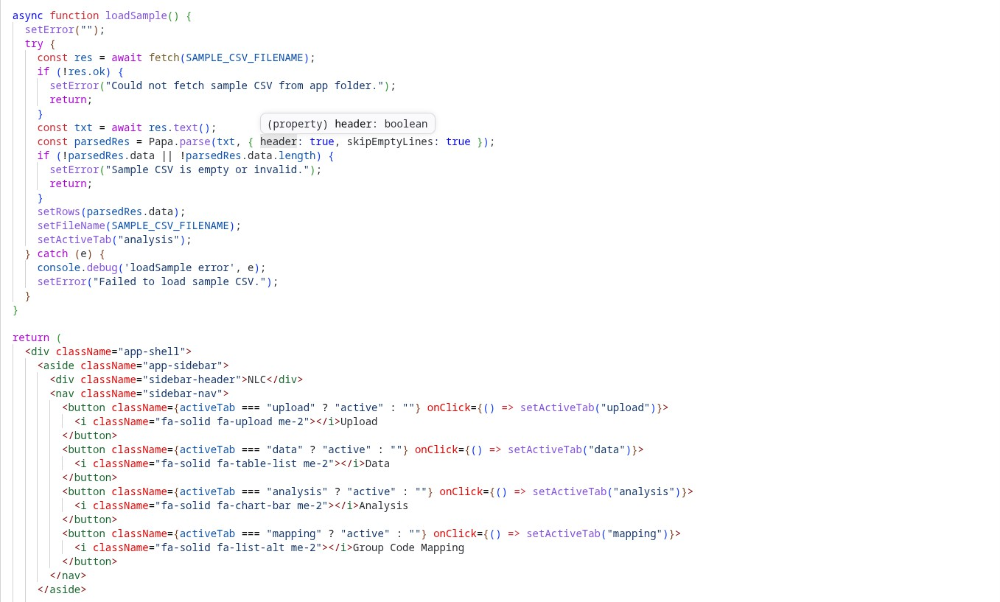 async function loadSample() {
setError("");
try {
const res = await fetch(SAMPLE_CSV_FILENAME);
if (!res.ok) {
setError("Could not fetch sample CSV from app folder.");
return;
}
const txt = await res.text();
(property) header: boolean
const parsedRes = Papa.parse(txt, { header: true, skipEmptyLines: true });
if (!parsedRes.data || !parsedRes.data.length) {
setError("Sample CSV is empty or invalid.");
return;
}
setRows(parsedRes.data);
setFileName(SAMPLE_CSV_FILENAME);
setActiveTab("analysis");
} catch (e) {
console.debug('loadSample error', e);
setError("Failed to load sample CSV.");
}
}
return (
<div className="app-shell">
<aside className="app-sidebar">
<div className="sidebar-header">NLC</div>
<nav className="sidebar-nav">
<button className={activeTab === "upload" ? "active" : ""} onClick={() => setActiveTab("upload")}>
<i className="fa-solid fa-upload me-2"></i>Upload
</button>
<button className={activeTab === "data" ? "active" : ""} onClick={() => setActiveTab("data")}>
<i className="fa-solid fa-table-list me-2"></i>Data
</button>
<button className={activeTab === "analysis" ? "active" : ""} onClick={() => setActiveTab("analysis")}>
<i className="fa-solid fa-chart-bar me-2"></i>Analysis
</button>
<button className={activeTab === "mapping" ? "active" : ""} onClick={() => setActiveTab("mapping")}>
<i className="fa-solid fa-list-alt me-2"></i>Group Code Mapping
</button>
</nav>
</aside>